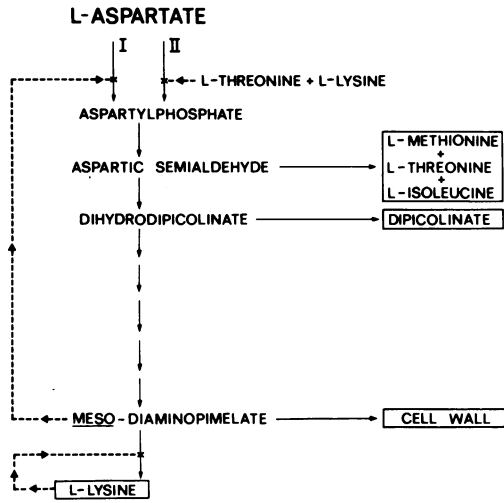 L-ASPARTATE
I II
L-THREONINE + L-LYSINE
ASPARTYLPHOSPHATE
ASPARTIC SEMIALDEHYDE
L-METHIONINE
+
L-THREONINE
+
L-ISOLEUCINE
DIHYDRODIPICOLINATE
DIPICOLINATE
MESO-DIAMINOPIMELATE
CELL WALL
L-LYSINE